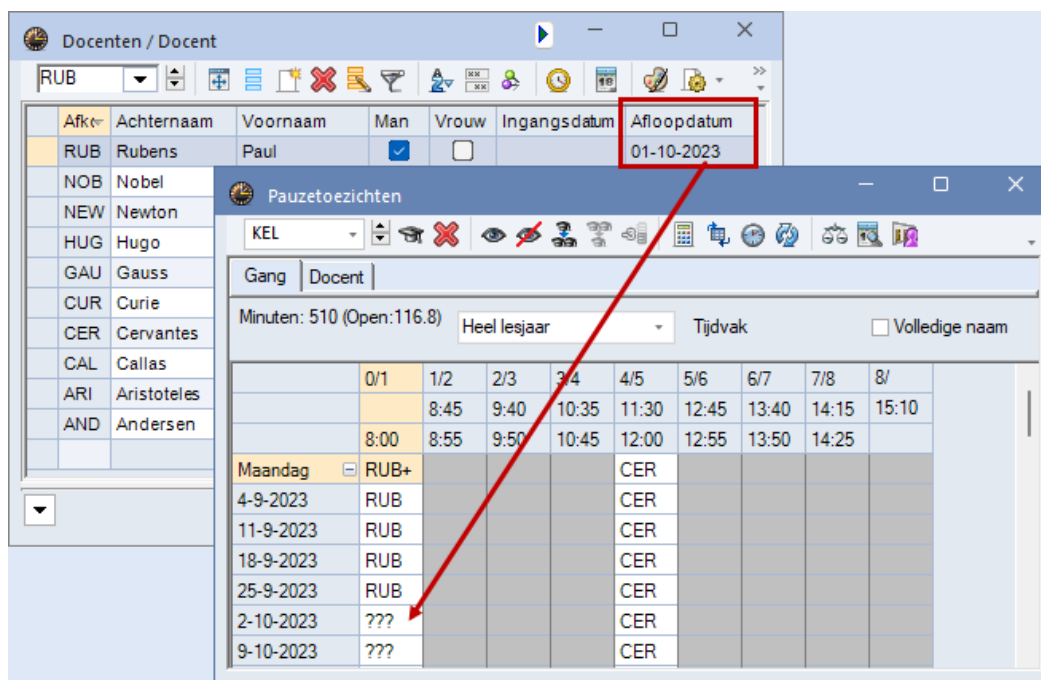 Docenten / Docent
RUB
Afk Achternaam Voornaam Man Vrouw Ingangsdatum Afloopdatum
RUB Rubens Paul 01-10-2023
NOB Nobel
NEW Newton
HUG Hugo
GAU Gauss
CUR Curie
CER Cervantes
CAL Callas
ARI Aristoteles
AND Andersen
Pauzetoezichten
KEL
Gang Docent
Minuten: 510 (Open:116.8) Heel lesjaar Tijdvak Volledige naam
0/1 1/2 2/3 3/4 4/5 5/6 6/7 7/8 8/
8:45 9:40 10:35 11:30 12:45 13:40 14:15 15:10
8:00 8:55 9:50 10:45 12:00 12:55 13:50 14:25
Maandag RUB+ CER
4-9-2023 RUB CER
11-9-2023 RUB CER
18-9-2023 RUB CER
25-9-2023 RUB CER
2-10-2023 ??? CER
9-10-2023 ??? CER